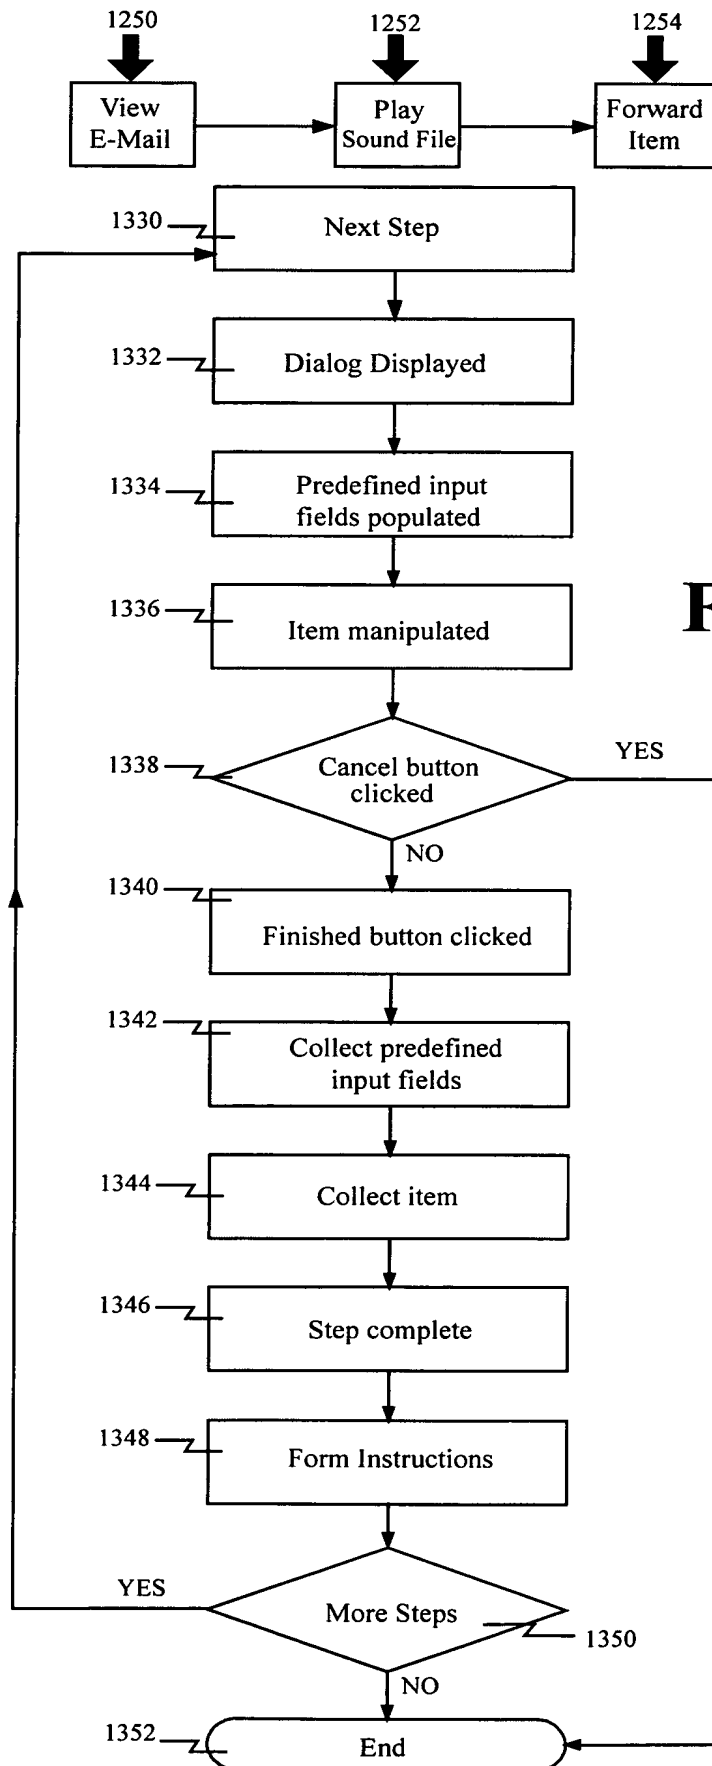 1250
1252
1254
View
E-Mail
Play
Sound File
Forward
Item
1330
Next Step
1332
Dialog Displayed
1334
Predefined input
fields populated
1336
Item manipulated
F
1338
Cancel button
clicked
YES
NO
1340
Finished button clicked
1342
Collect predefined
input fields
1344
Collect item
1346
Step complete
1348
Form Instructions
YES
More Steps
1350
NO
1352
End